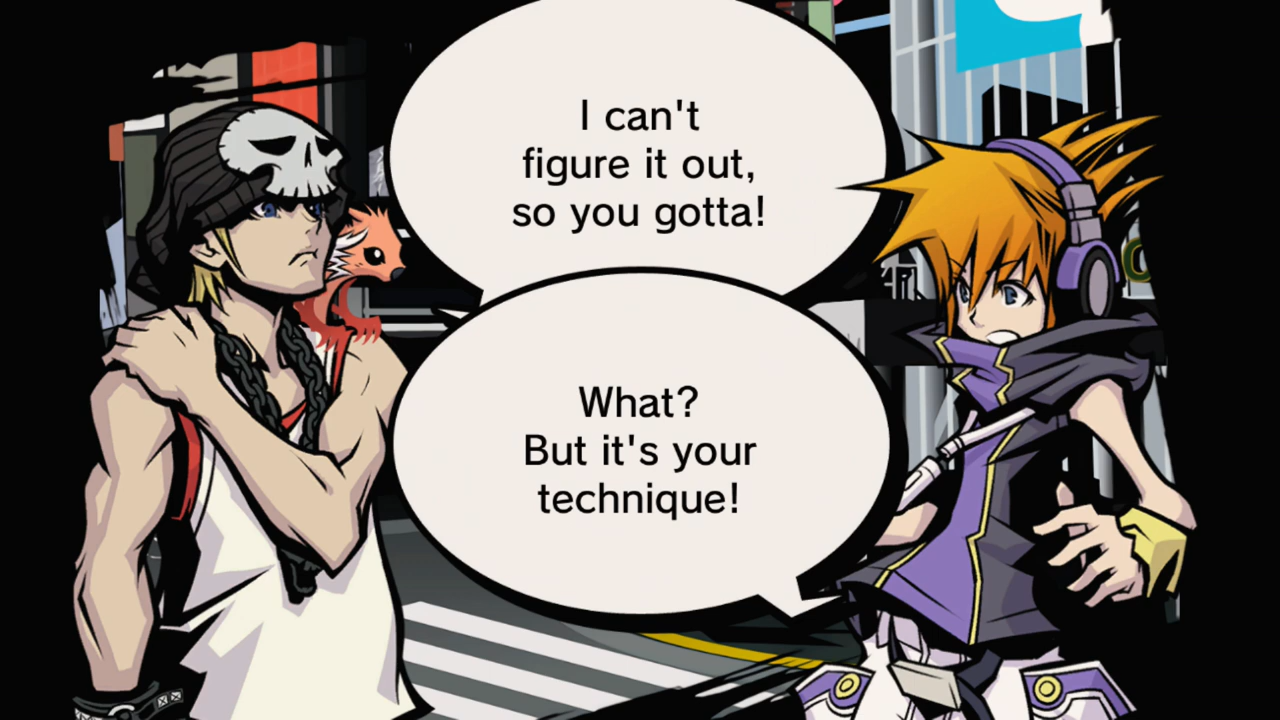 I can't
figure it out,
so you gotta!
What?
But it's your
technique!